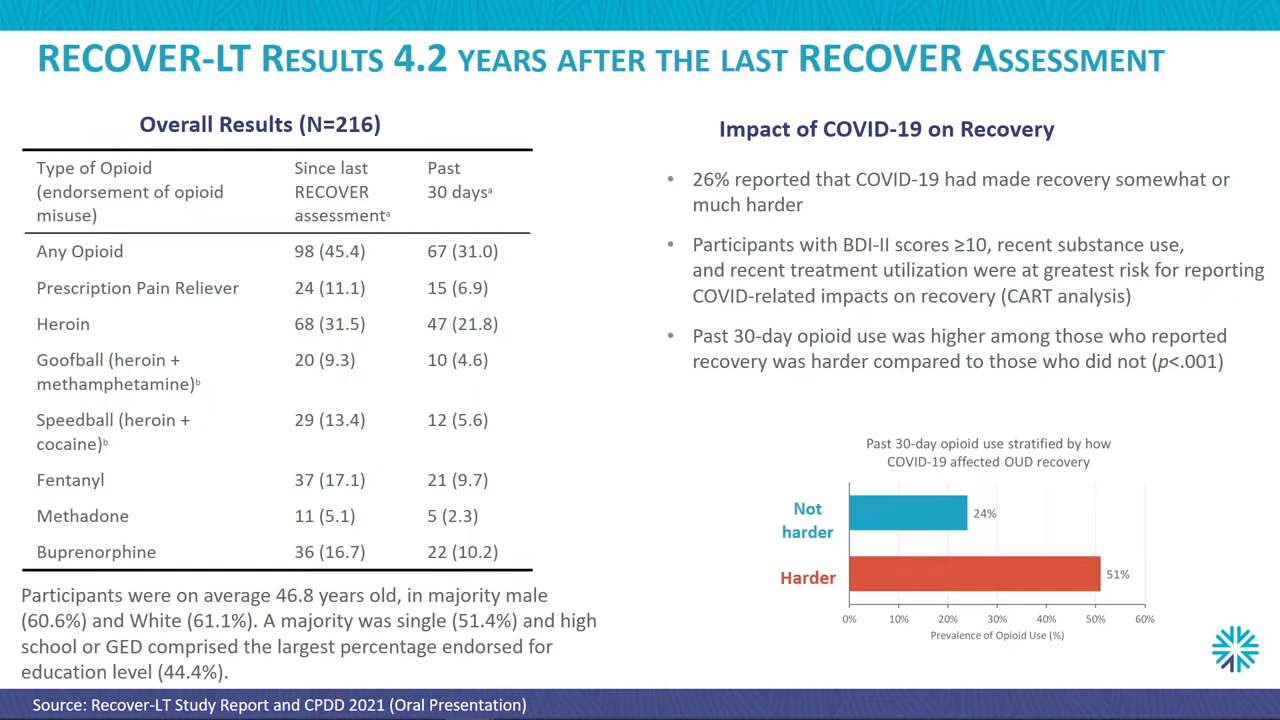 RECOVER-LT RESULTS 4.2 YEARS AFTER THE LAST RECOVER ASSESSMENT
Overall Results (N=216)
Type of Opioid
(endorsement of opioid
misuse)
Since last
RECOVER
assessmentᵃ
Past
30 daysᵃ
Any Opioid 98 (45.4) 67 (31.0)
Prescription Pain Reliever 24 (11.1) 15 (6.9)
Heroin 68 (31.5) 47 (21.8)
Goofball (heroin + 20 (9.3) 10 (4.6)
methamphetamine)ᵇ
Speedball (heroin + 29 (13.4) 12 (5.6)
cocaine)ᵇ
Fentanyl 37 (17.1) 21 (9.7)
Methadone 11 (5.1) 5 (2.3)
Buprenorphine 36 (16.7) 22 (10.2)
Participants were on average 46.8 years old, in majority male
(60.6%) and White (61.1%). A majority was single (51.4%) and high
school or GED comprised the largest percentage endorsed for
education level (44.4%).
Impact of COVID-19 on Recovery
• 26% reported that COVID-19 had made recovery somewhat or
much harder
• Participants with BDI-II scores ≥10, recent substance use,
and recent treatment utilization were at greatest risk for reporting
COVID-related impacts on recovery (CART analysis)
• Past 30-day opioid use was higher among those who reported
recovery was harder compared to those who did not (p<.001)
Past 30-day opioid use stratified by how
COVID-19 affected OUD recovery
Not
harder
24%
Harder
51%
0% 10% 20% 30% 40% 50% 60%
Prevalence of Opioid Use (%)
Source: Recover-LT Study Report and CPDD 2021 (Oral Presentation)